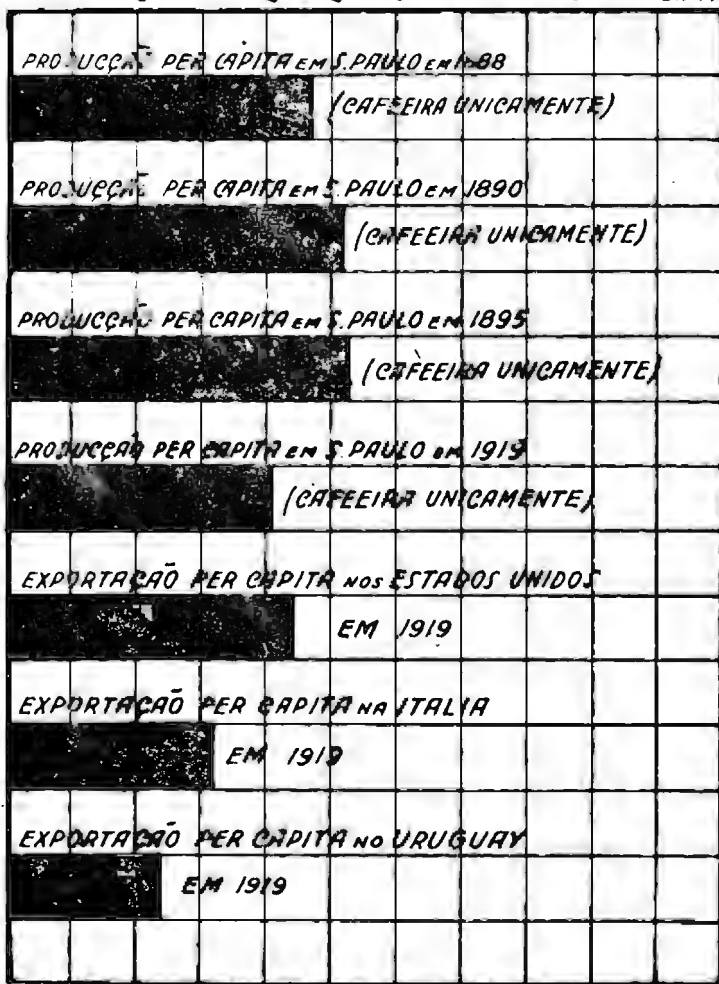 PRODUCÇÃO PER CAPITA EM S. PAULO EM 1888
(CAFEEIRA UNICAMENTE)
PRODUCÇÃO PER CAPITA EM S. PAULO EM 1890
(CAFEEIRA UNICAMENTE)
PRODUCÇÃO PER CAPITA EM S. PAULO EM 1895
(CAFEEIRA UNICAMENTE)
PRODUCÇÃO PER CAPITA EM S. PAULO EM 1919
(CAFEEIRA UNICAMENTE)
EXPORTAÇÃO PER CAPITA NOS ESTADOS UNIDOS
EM 1919
EXPORTAÇÃO PER CAPITA NA ITALIA
EM 1919
EXPORTAÇÃO PER CAPITA NO URUGUAY
EM 1919